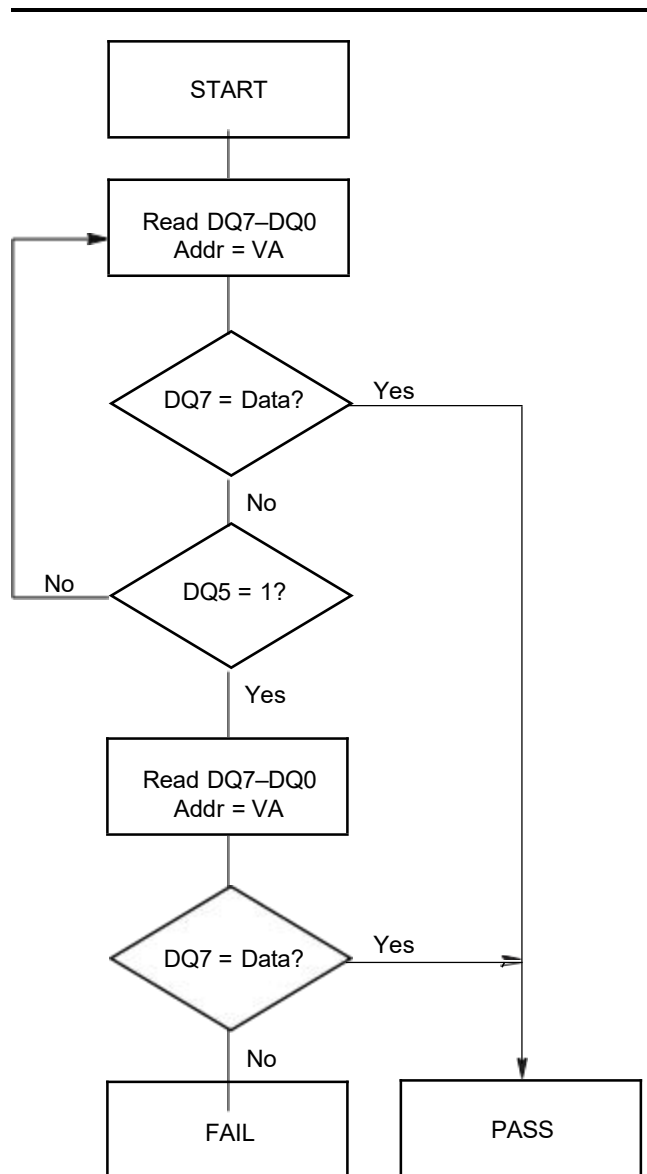 START
Read DQ7–DQ0
Addr = VA
DQ7 = Data?
Yes
No
DQ5 = 1?
No
Yes
Read DQ7–DQ0
Addr = VA
DQ7 = Data?
Yes
No
FAIL
PASS